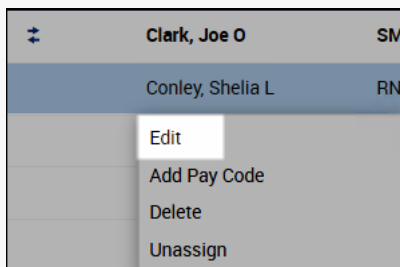 Clark, Joe O SM
Conley, Shelia L RN
Edit
Add Pay Code
Delete
Unassign